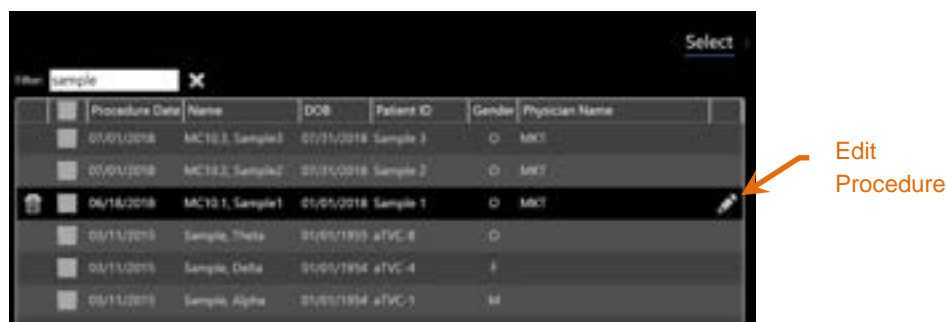 Select
Filter: sample
Procedure Date Name DOB Patient ID Gender Physician Name
07/01/2018 MC10.3, Sample3 07/31/2018 Sample 3 O MKT
07/01/2018 MC10.2, Sample2 07/31/2018 Sample 2 O MKT
06/18/2018 MC10.1, Sample1 01/01/2018 Sample 1 O MKT
03/11/2015 Sample, Theta 01/01/1955 aTVC-8 O
03/11/2015 Sample, Delta 01/01/1954 aTVC-4 F
03/11/2015 Sample, Alpha 01/01/1954 aTVC-1 M
Edit
Procedure